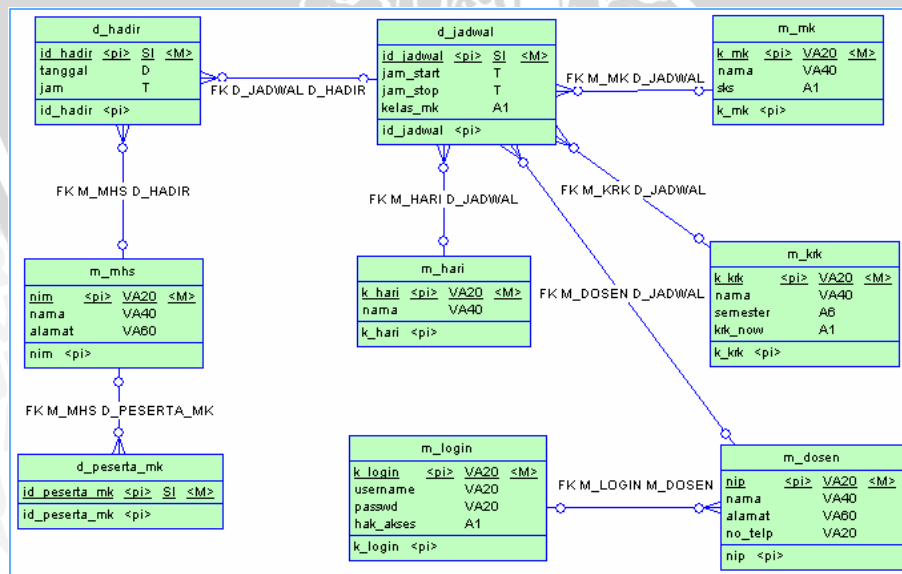 d_hadir
id_hadir <pi> SI <M>
tanggal D
jam T
id_hadir <pi>
FK D_JADWAL D_HADIR
d_jadwal
id_jadwal <pi> SI <M>
jam_start T
jam_stop T
kelas_mk A1
id_jadwal <pi>
FK M_MK D_JADWAL
m_mk
k_mk <pi> VA20 <M>
nama VA40
sks A1
k_mk <pi>
FK M_MHS D_HADIR
FK M_HARI D_JADWAL
FK M_KRK D_JADWAL
m_mhs
nim <pi> VA20 <M>
nama VA40
alamat VA60
nim <pi>
m_hari
k_hari <pi> VA20 <M>
nama VA40
k_hari <pi>
FK M_DOSEN D_JADWAL
m_krk
k_krk <pi> VA20 <M>
nama VA40
semester A6
krk_now A1
k_krk <pi>
FK M_MHS D_PESERTA_MK
d_peserta_mk
id_peserta_mk <pi> SI <M>
id_peserta_mk <pi>
m_login
k_login <pi> VA20 <M>
username VA20
passwd VA20
hak_akses A1
k_login <pi>
FK M_LOGIN M_DOSEN
m_dosen
nip <pi> VA20 <M>
nama VA40
alamat VA60
no_telp VA20
nip <pi>